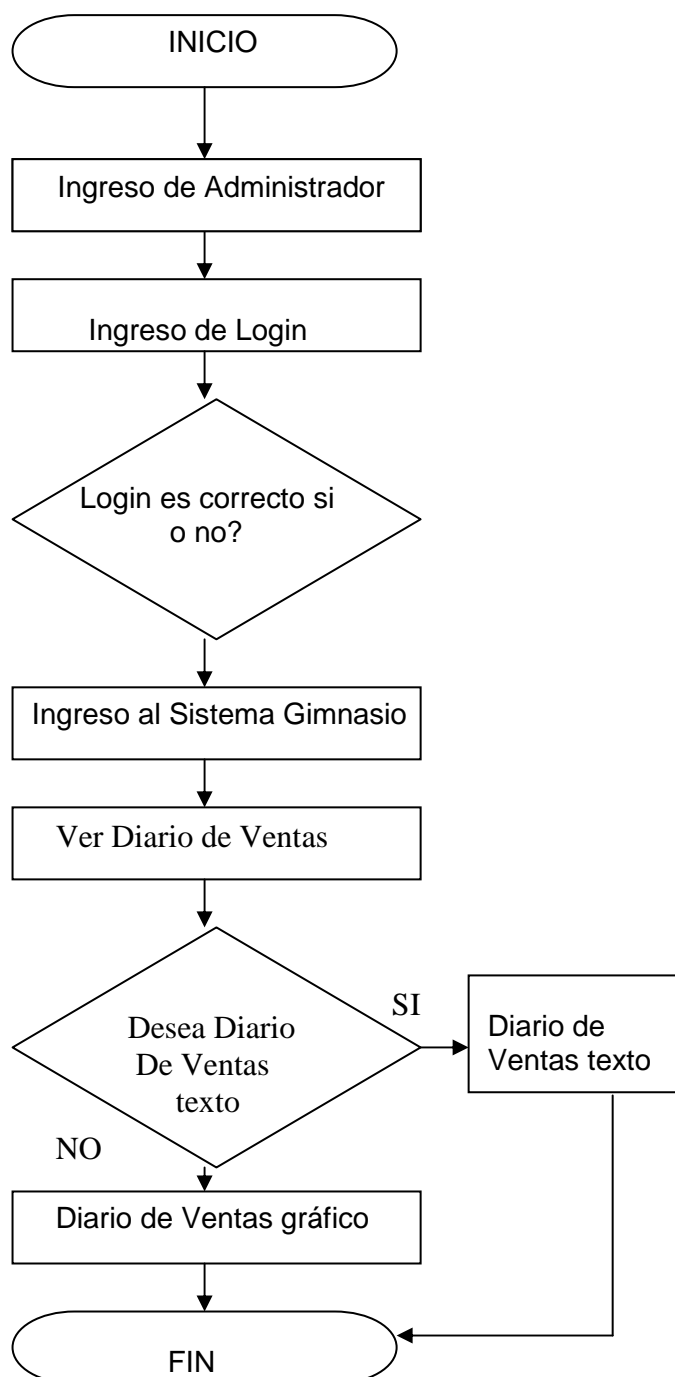 INICIO
Ingreso de Administrador
Ingreso de Login
Login es correcto si
o no?
Ingreso al Sistema Gimnasio
Ver Diario de Ventas
Desea Diario
De Ventas
texto
SI
Diario de
Ventas texto
NO
Diario de Ventas gráfico
FIN